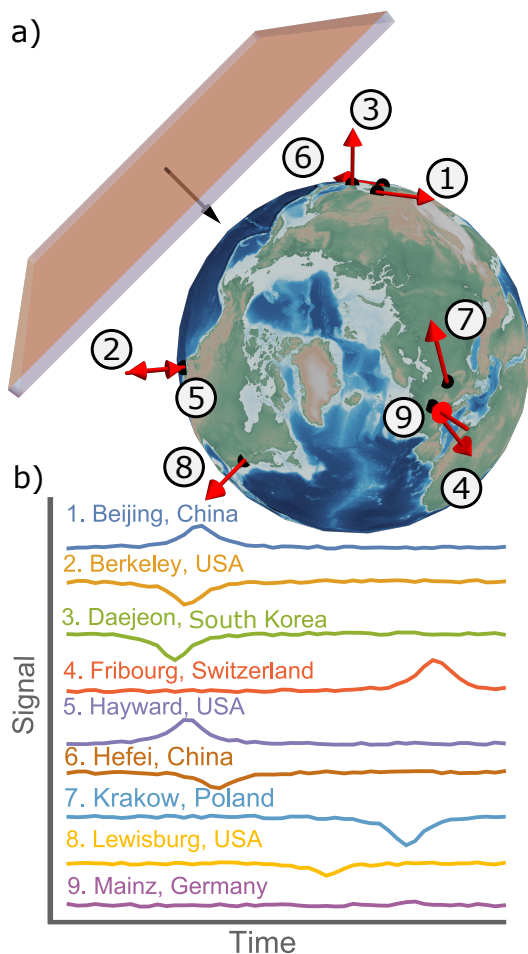 a)
3
6
1
7
2
5
9
8
4
b)
1. Beijing, China
2. Berkeley, USA
3. Daejeon, South Korea
4. Fribourg, Switzerland
5. Hayward, USA
6. Hefei, China
7. Krakow, Poland
8. Lewisburg, USA
9. Mainz, Germany
Signal
Time